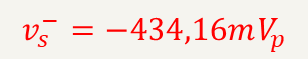 v_s^- = −434,16mV_p